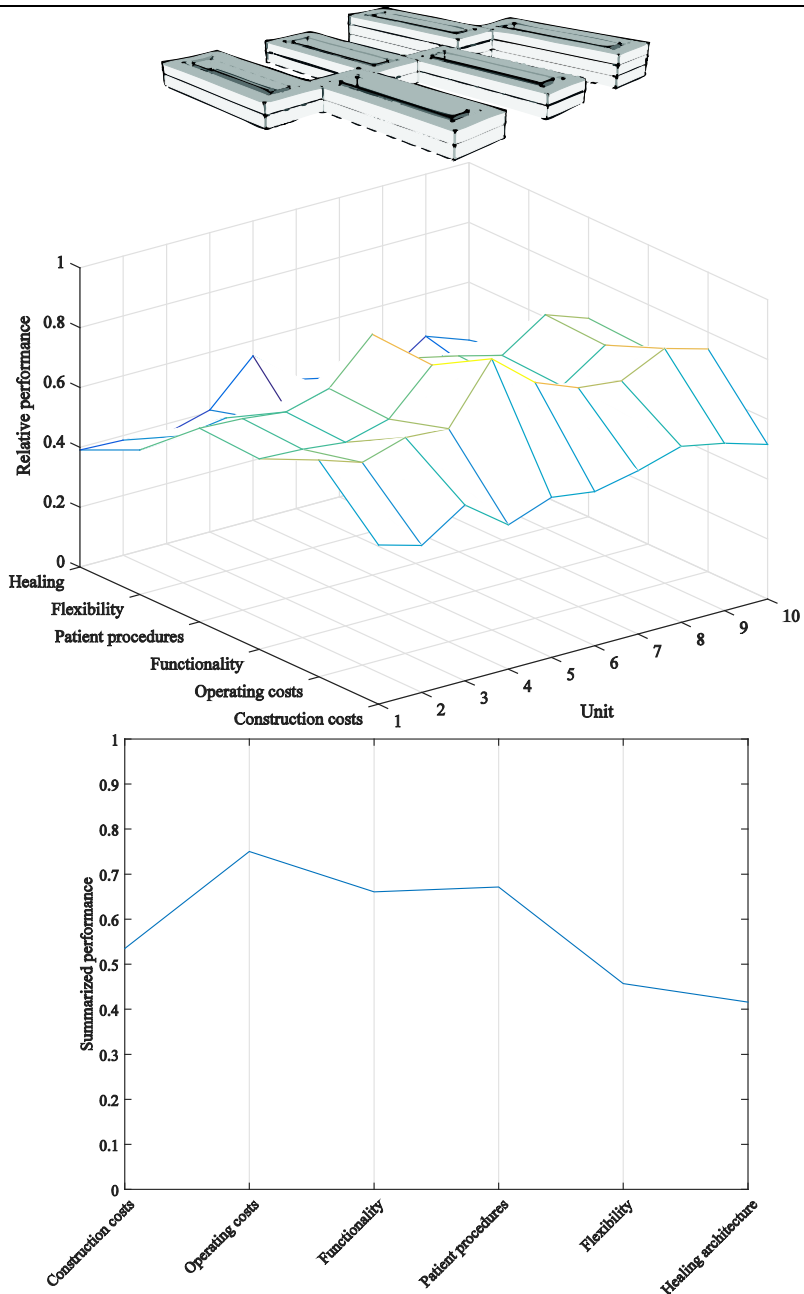 1
0.8
0.6
0.4
0.2
0
Relative performance
Healing
Flexibility
Patient procedures
Functionality
Operating costs
Construction costs
1
2
3
4
5
6
7
8
9
10
Unit
1
0.9
0.8
0.7
0.6
0.5
0.4
0.3
0.2
0.1
0
Summarized performance
Construction costs
Operating costs
Functionality
Patient procedures
Flexibility
Healing architecture